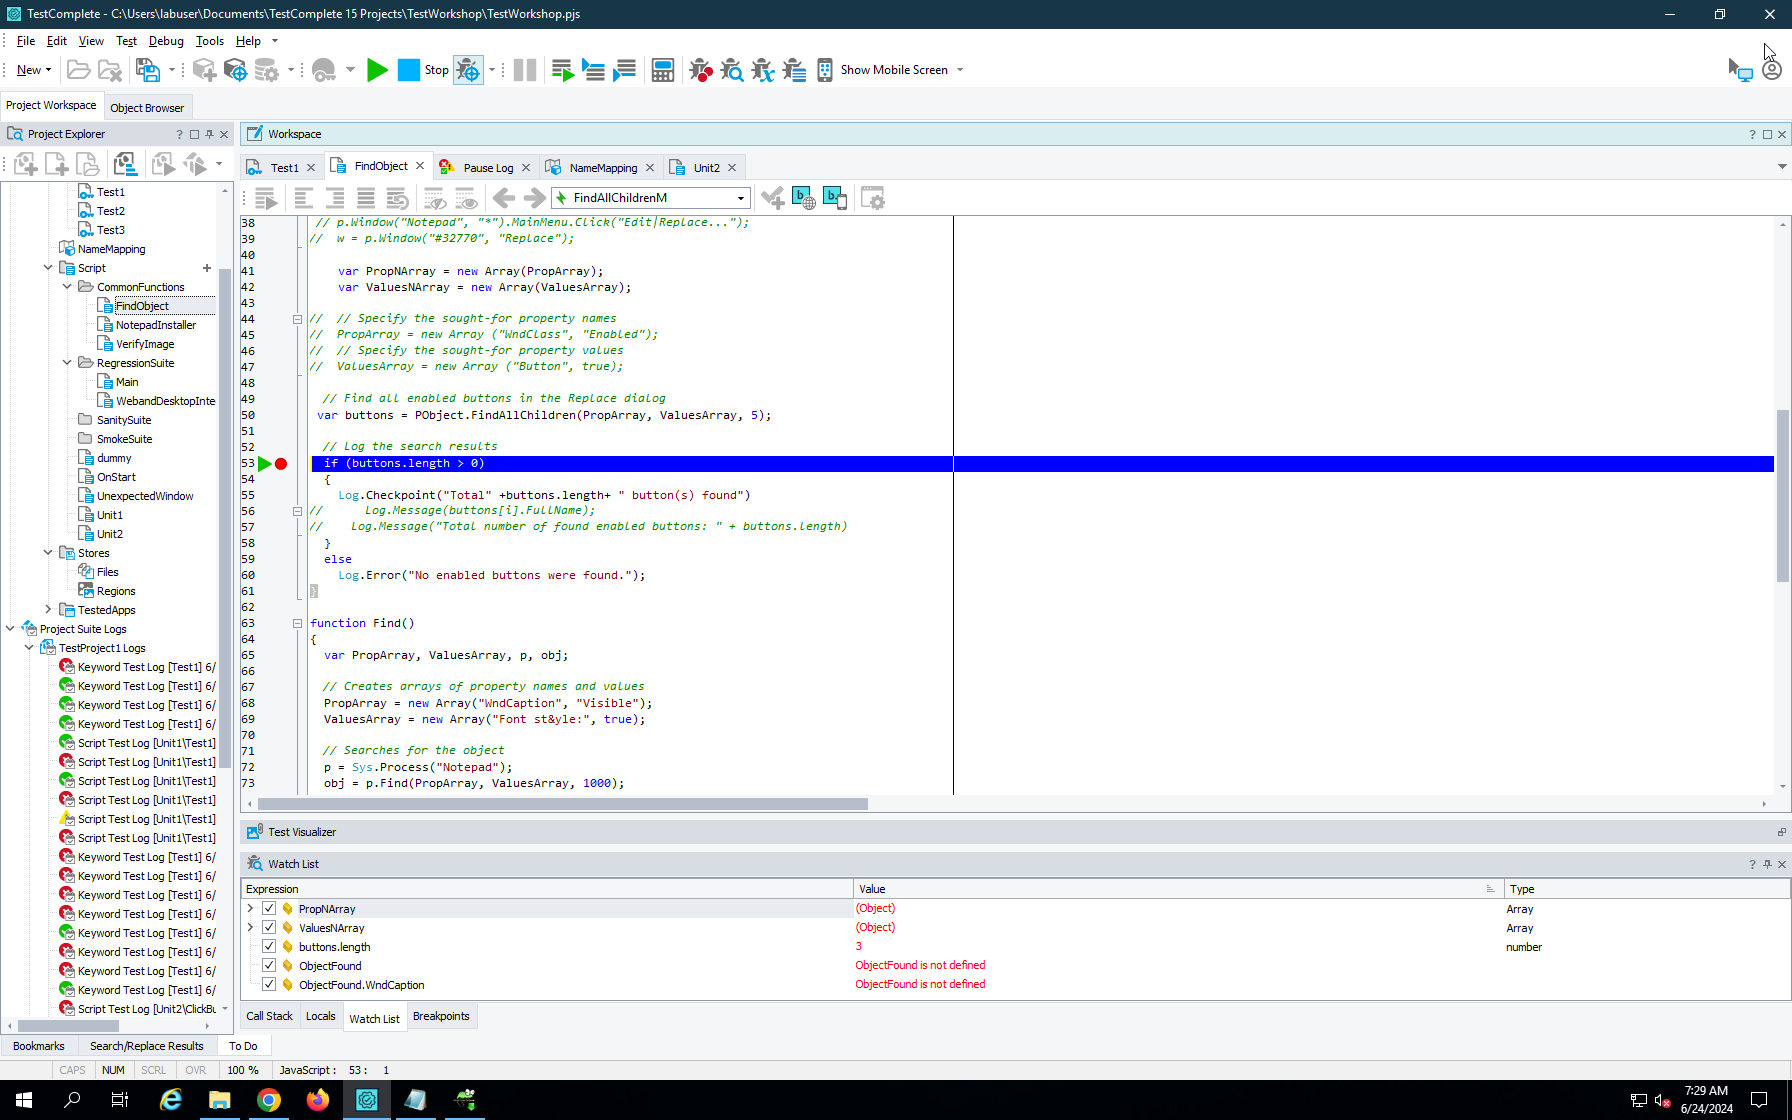 TestComplete - C:\Users\labuser\Documents\TestComplete 15 Projects\TestWorkshop\TestWorkshop.pjs
File Edit View Test Debug Tools Help
New Stop Show Mobile Screen
Project Workspace Object Browser
Project Explorer
Workspace
Test1 FindObject Pause Log NameMapping Unit2
FindAllChildrenM
Test1
Test2
Test3
NameMapping
Script
CommonFunctions
FindObject
NotepadInstaller
VerifyImage
RegressionSuite
Main
WebandDesktopInte
SanitySuite
SmokeSuite
dummy
OnStart
UnexpectedWindow
Unit1
Unit2
Stores
Files
Regions
TestedApps
Project Suite Logs
TestProject1 Logs
Keyword Test Log [Test1] 6/
Keyword Test Log [Test1] 6/
Keyword Test Log [Test1] 6/
Keyword Test Log [Test1] 6/
Script Test Log [Unit1\Test1]
Script Test Log [Unit1\Test1]
Script Test Log [Unit1\Test1]
Script Test Log [Unit1\Test1]
Script Test Log [Unit1\Test1]
Script Test Log [Unit1\Test1]
Keyword Test Log [Test1] 6/
Keyword Test Log [Test1] 6/
Keyword Test Log [Test1] 6/
Keyword Test Log [Test1] 6/
Keyword Test Log [Test1] 6/
Keyword Test Log [Test1] 6/
Keyword Test Log [Test1] 6/
Keyword Test Log [Test1] 6/
Script Test Log [Unit2\ClickBu
38 // p.Window("Notepad", "*").MainMenu.Click("Edit|Replace...");
39 // w = p.Window("#32770", "Replace");
40
41 var PropNArray = new Array(PropArray);
42 var ValuesNArray = new Array(ValuesArray);
43
44 // // Specify the sought-for property names
45 // PropArray = new Array ("WndClass", "Enabled");
46 // // Specify the sought-for property values
47 // ValuesArray = new Array ("Button", true);
48
49 // Find all enabled buttons in the Replace dialog
50 var buttons = PObject.FindAllChildren(PropArray, ValuesArray, 5);
51
52 // Log the search results
53 if (buttons.length > 0)
54 {
55 Log.Checkpoint("Total" +buttons.length+ " button(s) found")
56 // Log.Message(buttons[i].FullName);
57 // Log.Message("Total number of found enabled buttons: " + buttons.length)
58 }
59 else
60 Log.Error("No enabled buttons were found.");
61 }
62
63 function Find()
64 {
65 var PropArray, ValuesArray, p, obj;
66
67 // Creates arrays of property names and values
68 PropArray = new Array("WndCaption", "Visible");
69 ValuesArray = new Array("Font st&yle:", true);
70
71 // Searches for the object
72 p = Sys.Process("Notepad");
73 obj = p.Find(PropArray, ValuesArray, 1000);
Test Visualizer
Watch List
Expression Value Type
PropNArray (Object) Array
ValuesNArray (Object) Array
buttons.length 3 number
ObjectFound ObjectFound is not defined
ObjectFound.WndCaption ObjectFound is not defined
Call Stack Locals Watch List Breakpoints
Bookmarks Search/Replace Results To Do
CAPS NUM SCRL OVR 100 % JavaScript : 53 : 1
7:29 AM
6/24/2024